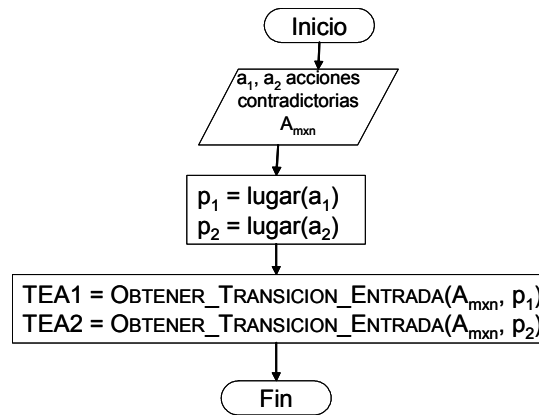 Inicio
a₁, a₂ acciones
contradictorias
Aₘₓₙ
p₁ = lugar(a₁)
p₂ = lugar(a₂)
TEA1 = OBTENER_TRANSICION_ENTRADA(Aₘₓₙ, p₁)
TEA2 = OBTENER_TRANSICION_ENTRADA(Aₘₓₙ, p₂)
Fin